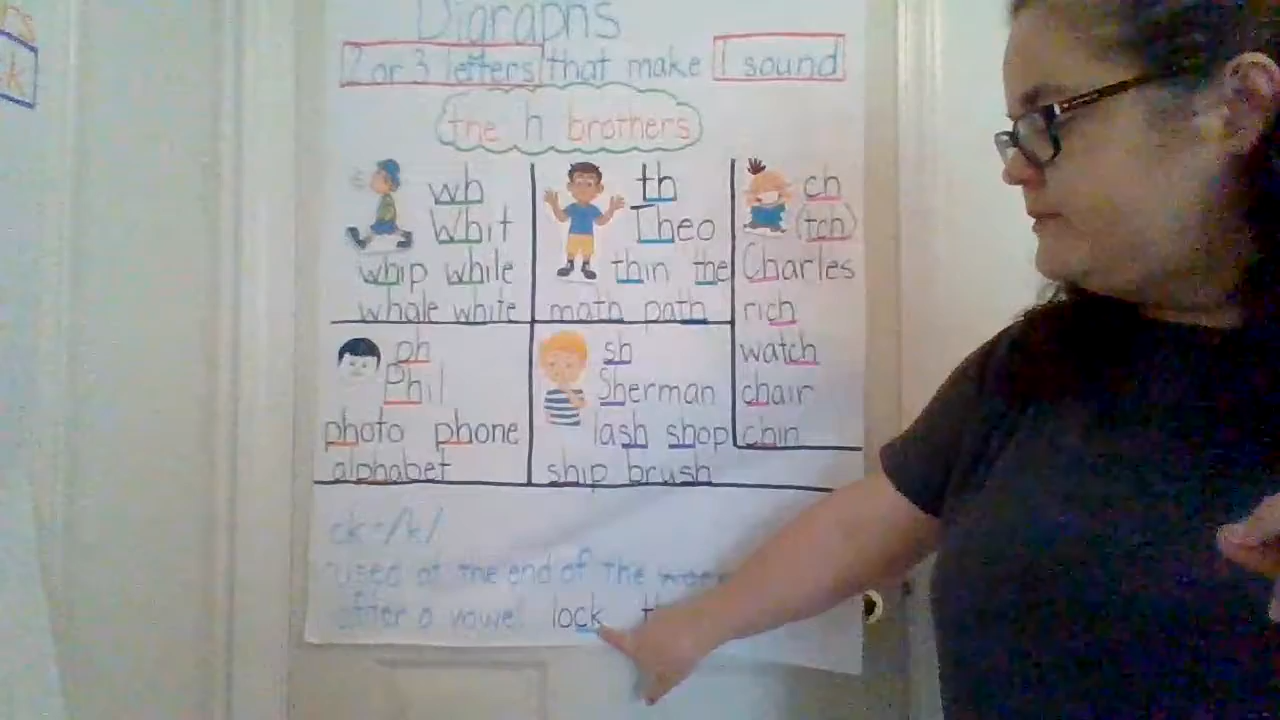 rs
k
Digraphs
2 or 3 letters that make 1 sound
the h brothers
wh
Whit
whip while
whale white
th
Theo
thin the
math path
ch
(tch)
Charles
rich
watch
chair
chin
ph
Phil
photo phone
alphabet
sh
Sherman
lash shop
ship brush
ck=/k/
used at the end of the
after a vowel lock